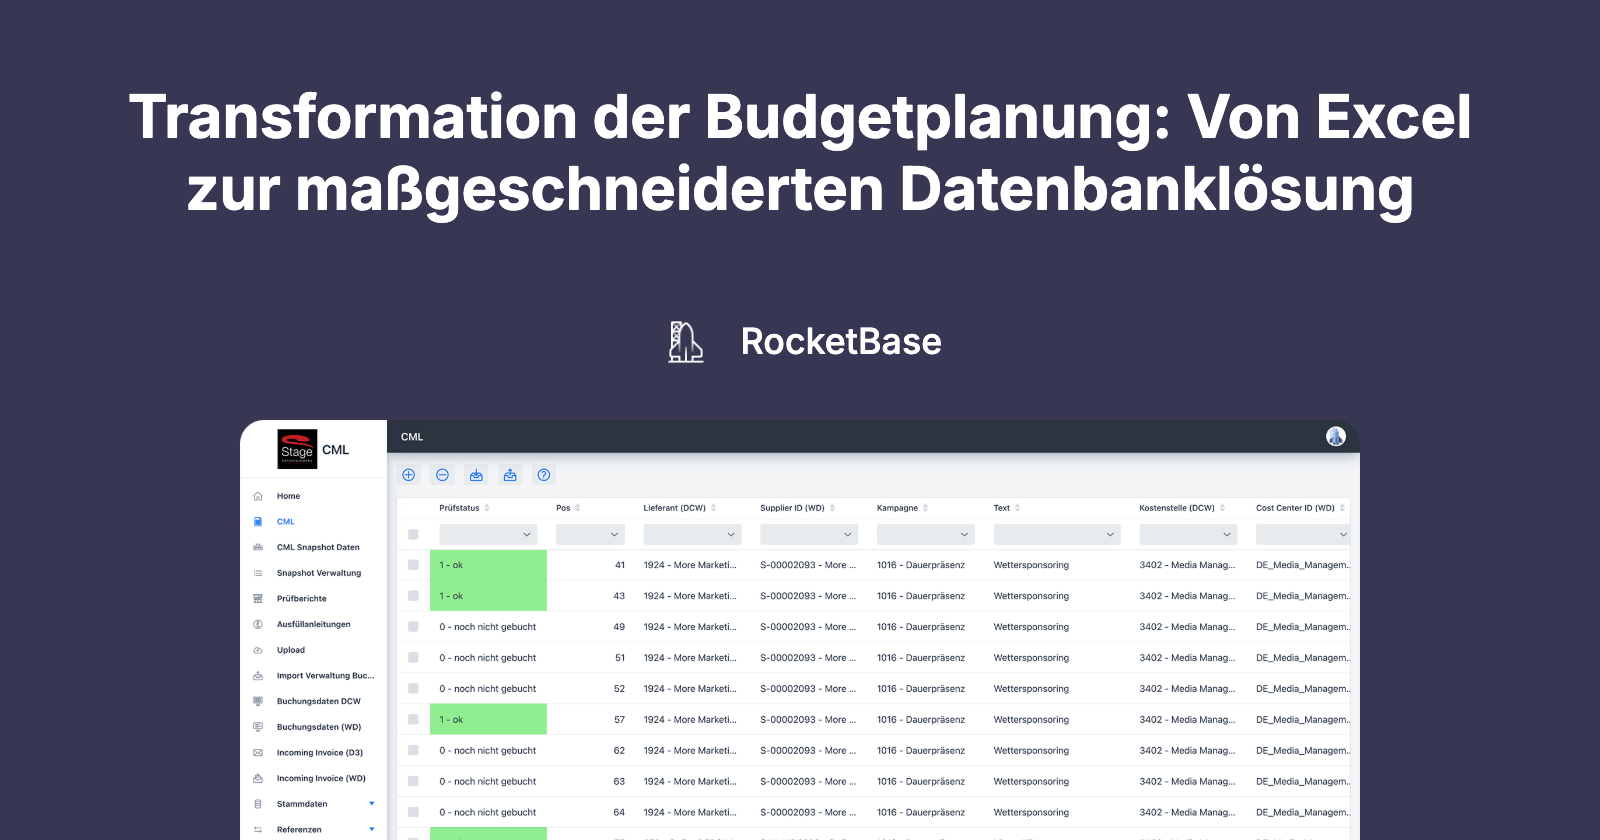 Transformation der Budgetplanung: Von Excel
zur maßgeschneiderten Datenbanklösung
RocketBase
Stage
CML
CML
Home
CML
CML Snapshot Daten
Snapshot Verwaltung
Prüfberichte
Ausfüllanleitungen
Upload
Import Verwaltung Buc...
Buchungsdaten DCW
Buchungsdaten (WD)
Incoming Invoice (D3)
Incoming Invoice (WD)
Stammdaten
Referenzen
Prüfstatus Pos Lieferant (DCW) Supplier ID (WD) Kampagne Text Kostenstelle (DCW) Cost Center ID (WD)
1 - ok 41 1924 - More Marketi... S-00002093 - More ... 1016 - Dauerpräsenz Wettersponsoring 3402 - Media Manag... DE_Media_Managem...
1 - ok 43 1924 - More Marketi... S-00002093 - More ... 1016 - Dauerpräsenz Wettersponsoring 3402 - Media Manag... DE_Media_Managem...
0 - noch nicht gebucht 49 1924 - More Marketi... S-00002093 - More ... 1016 - Dauerpräsenz Wettersponsoring 3402 - Media Manag... DE_Media_Managem...
0 - noch nicht gebucht 51 1924 - More Marketi... S-00002093 - More ... 1016 - Dauerpräsenz Wettersponsoring 3402 - Media Manag... DE_Media_Managem...
0 - noch nicht gebucht 52 1924 - More Marketi... S-00002093 - More ... 1016 - Dauerpräsenz Wettersponsoring 3402 - Media Manag... DE_Media_Managem...
1 - ok 57 1924 - More Marketi... S-00002093 - More ... 1016 - Dauerpräsenz Wettersponsoring 3402 - Media Manag... DE_Media_Managem...
0 - noch nicht gebucht 62 1924 - More Marketi... S-00002093 - More ... 1016 - Dauerpräsenz Wettersponsoring 3402 - Media Manag... DE_Media_Managem...
0 - noch nicht gebucht 63 1924 - More Marketi... S-00002093 - More ... 1016 - Dauerpräsenz Wettersponsoring 3402 - Media Manag... DE_Media_Managem...
0 - noch nicht gebucht 64 1924 - More Marketi... S-00002093 - More ... 1016 - Dauerpräsenz Wettersponsoring 3402 - Media Manag... DE_Media_Managem...